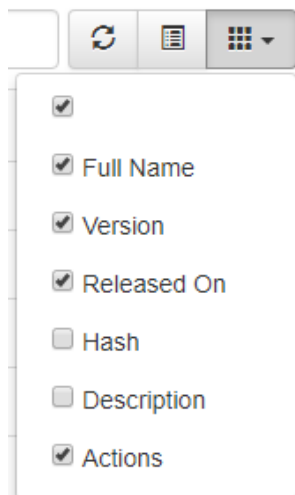 Full Name
Version
Released On
Hash
Description
Actions